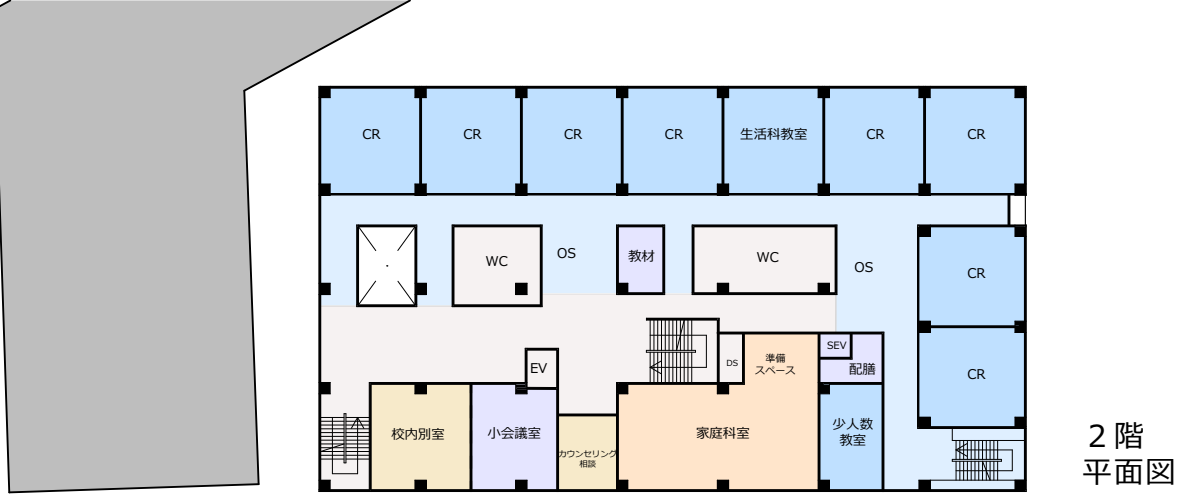 CR
CR
CR
CR
生活科教室
CR
CR
WC
OS
教材
WC
OS
CR
EV
DS
準備
スペース
SEV
配膳
CR
校内別室
小会議室
カウンセリング
相談
家庭科室
少人数
教室
２階
平面図